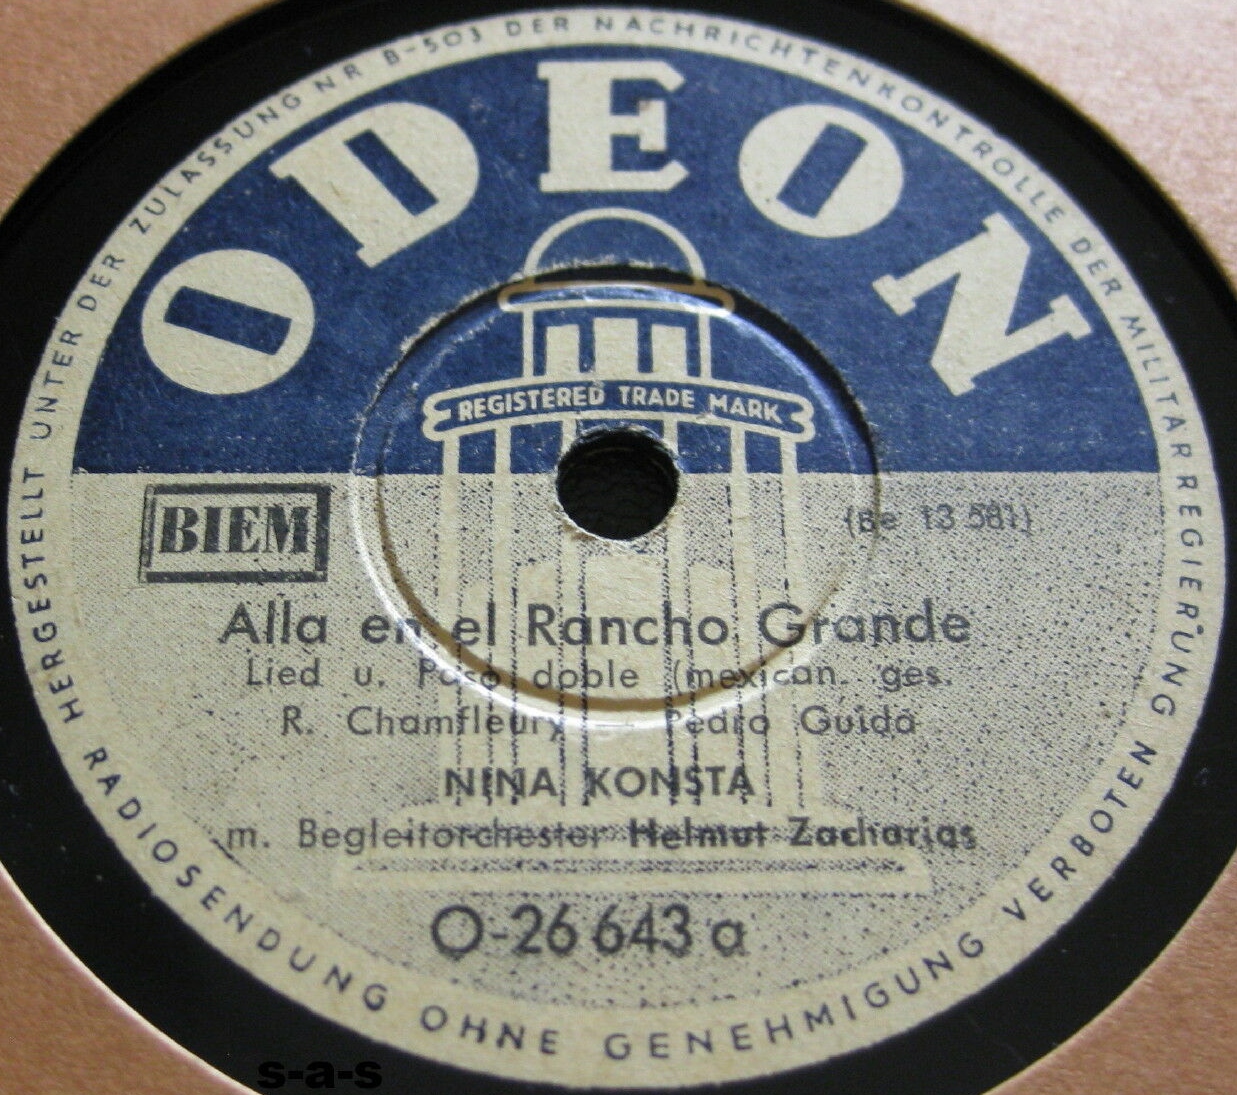 HERGESTELLT UNTER DER ZULASSUNG NR B-503 DER NACHRICHTENKONTROLLE DER MILITÄRREGIERUNG
ODEON
REGISTERED TRADE MARK
BIEM
(Be 13 581)
Alla en el Rancho Grande
Lied u. Paso doble (mexican. ges.
R. Chamfleury - Pedro Guida
NINA KONSTA
m. Begleitorchester Helmut Zacharias
O-26 643 a
RADIOSENDUNG OHNE GENEHMIGUNG VERBOTEN
s-a-s